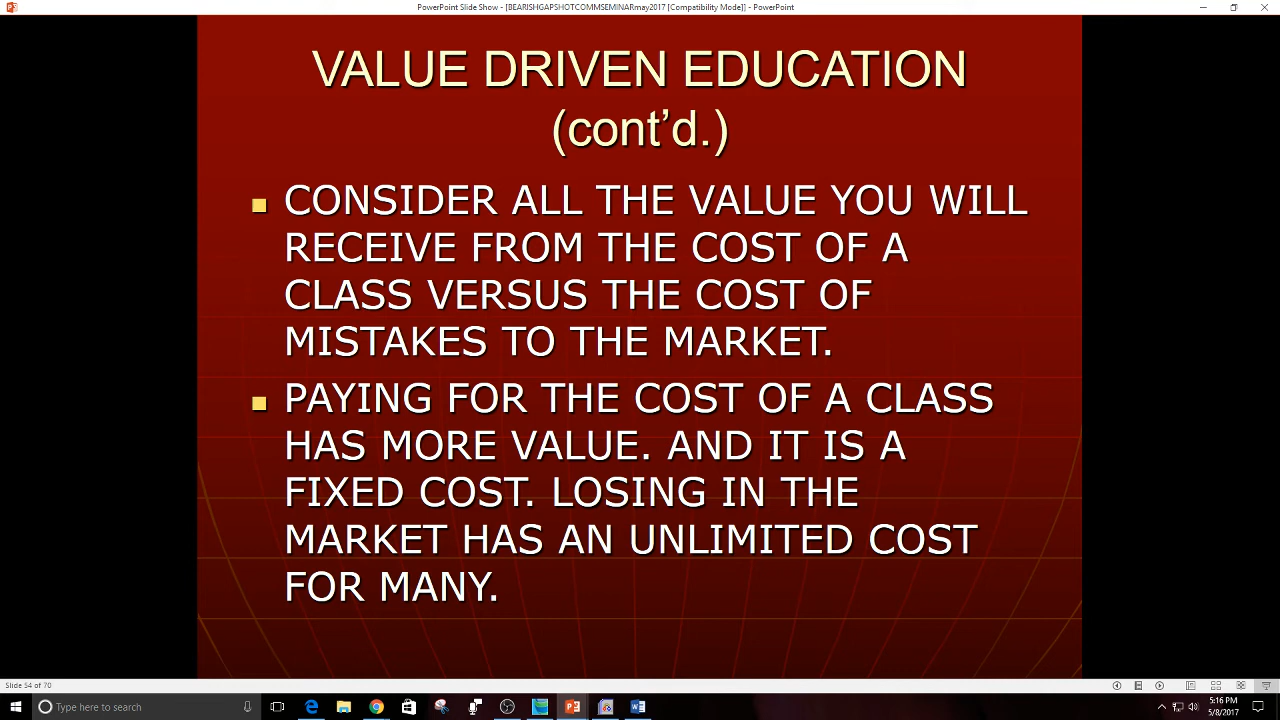 PowerPoint Slide Show - [BEARISHGAPSHOTCOMMSEMINARmay2017 [Compatibility Mode]] - PowerPoint
VALUE DRIVEN EDUCATION
(cont’d.)
CONSIDER ALL THE VALUE YOU WILL
RECEIVE FROM THE COST OF A
CLASS VERSUS THE COST OF
MISTAKES TO THE MARKET.
PAYING FOR THE COST OF A CLASS
HAS MORE VALUE. AND IT IS A
FIXED COST. LOSING IN THE
MARKET HAS AN UNLIMITED COST
FOR MANY.
Slide 54 of 70
Type here to search
5:16 PM
5/8/2017